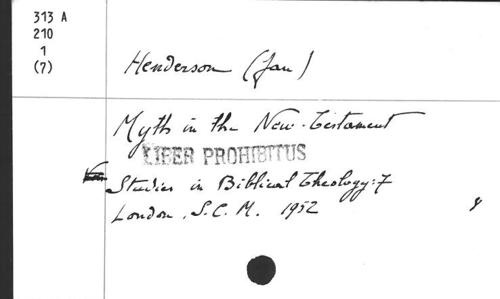 313 A
210
1
(7)
Henderson (Jan)
Myth in the New-Testament
LIBER PROHIBITUS
Studies in Biblical Theology: 7
London, S.C.M. 1952